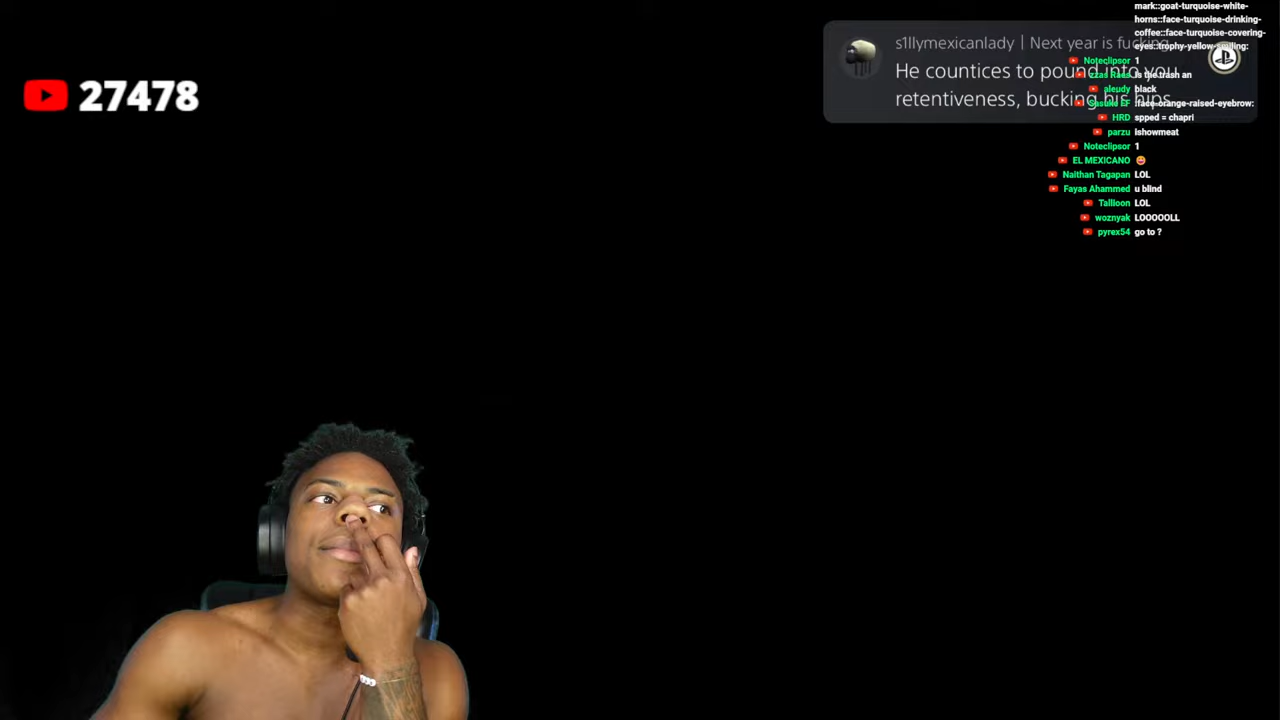 mark::goat-turquoise-white-
horns::face-turquoise-drinking-
coffee::face-turquoise-covering-
eyes::trophy-yellow-smiling:
s1llymexicanlady | Next year is fucking
He countices to pound into you
retentiveness, bucking his hips
27478
Noteclipsor 1
is the trash an
pleudy black
:face-orange-raised-eyebrow:
HRD spped = chapri
parzu ishowmeat
Noteclipsor 1
EL MEXICANO
Naithan Tagapan LOL
Fayas Ahammed u blind
Tallioon LOL
woznyak LOOOOOLL
pyrex54 go to ?